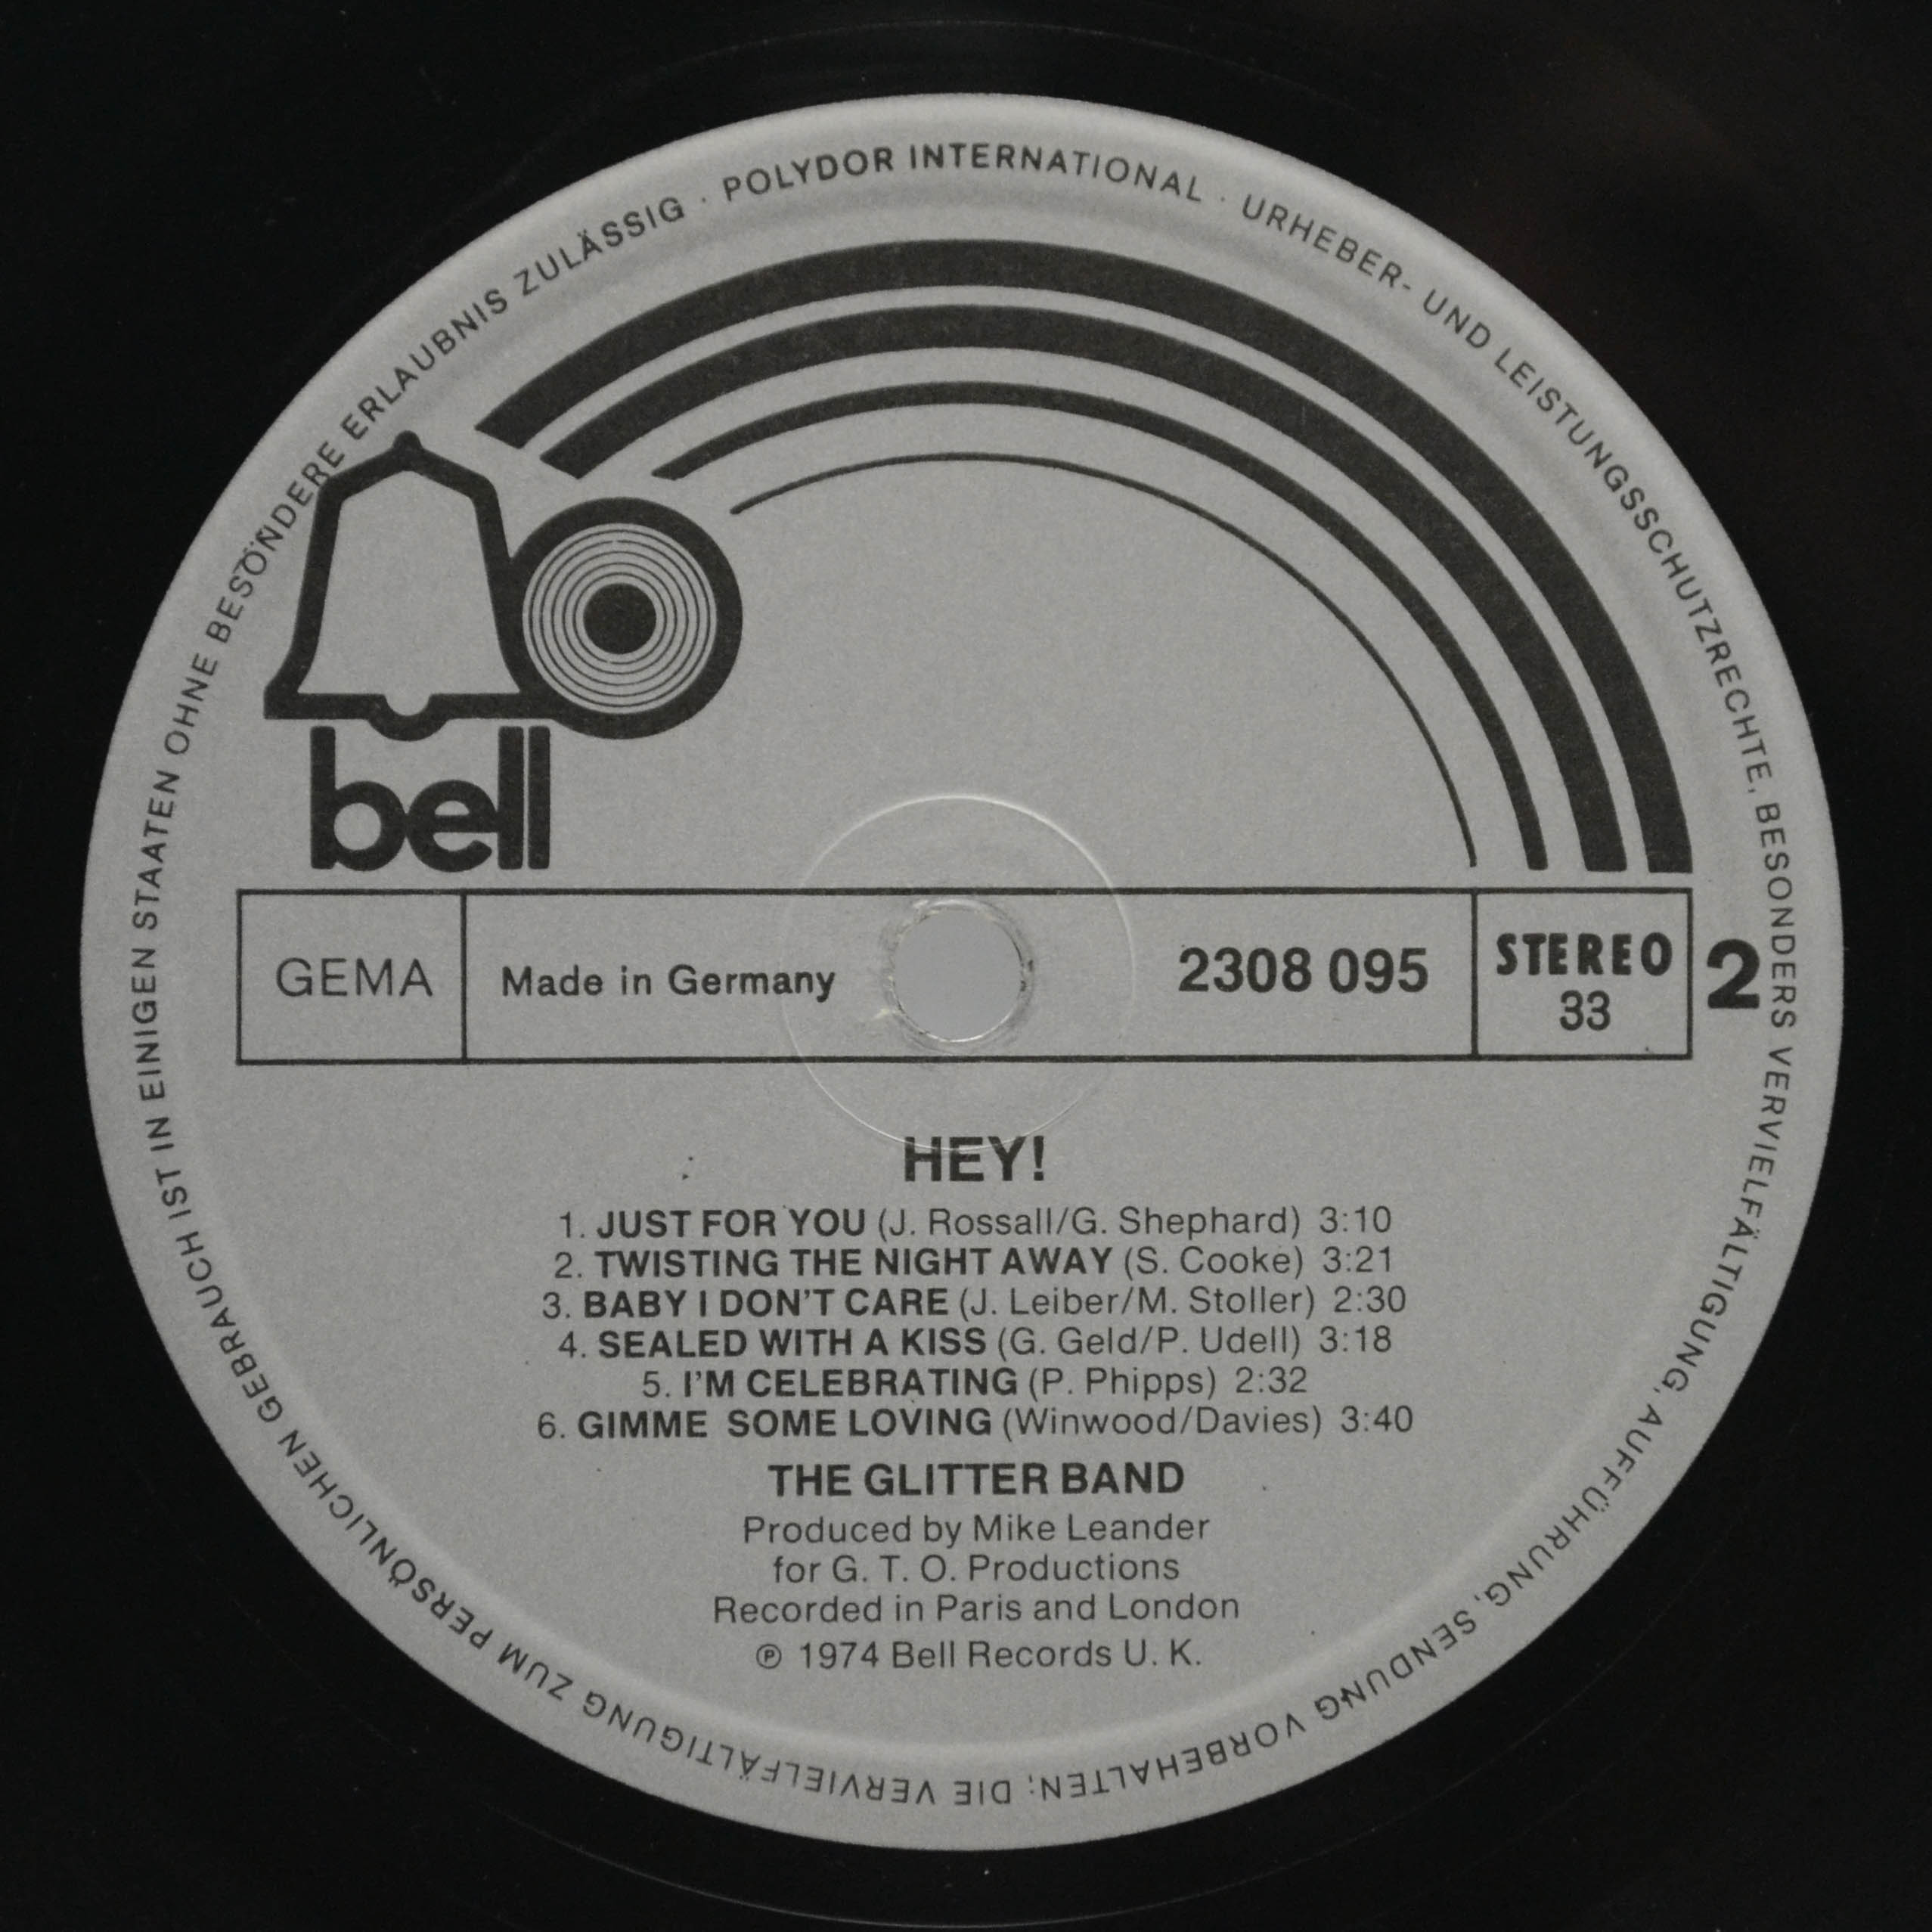 POLYDOR INTERNATIONAL · URHEBER- UND LEISTUNGSSCHUTZRECHTE, BESONDERS VERVIELFÄLTIGUNG, AUFFÜHRUNG, SENDUNG VORBEHALTEN; DIE VERVIELFÄLTIGUNG ZUM PERSÖNLICHEN GEBRAUCH IST IN EINIGEN STAATEN OHNE BESONDERE ERLAUBNIS ZULÄSSIG ·
bell
GEMA
Made in Germany
2308 095
STEREO
33
2
HEY!
1. JUST FOR YOU (J. Rossall/G. Shephard) 3:10
2. TWISTING THE NIGHT AWAY (S. Cooke) 3:21
3. BABY I DON'T CARE (J. Leiber/M. Stoller) 2:30
4. SEALED WITH A KISS (G. Geld/P. Udell) 3:18
5. I'M CELEBRATING (P. Phipps) 2:32
6. GIMME SOME LOVING (Winwood/Davies) 3:40
THE GLITTER BAND
Produced by Mike Leander
for G. T. O. Productions
Recorded in Paris and London
℗ 1974 Bell Records U. K.